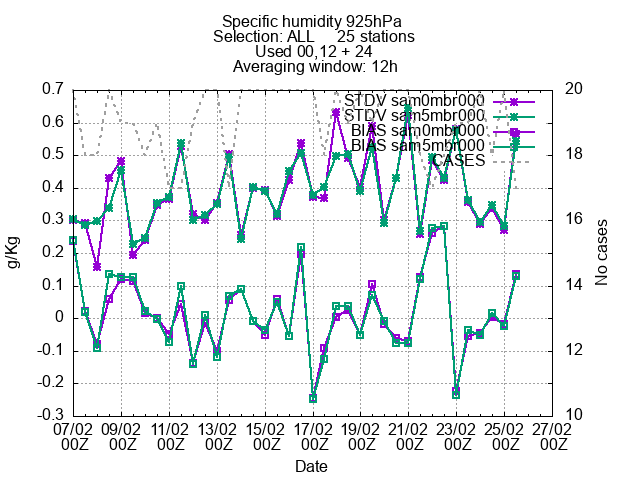 Specific humidity 925hPa
Selection: ALL 25 stations
Used 00,12 + 24
Averaging window: 12h
STDV sam0mbr000
STDV sam5mbr000
BIAS sam0mbr000
BIAS sam5mbr000
CASES
0.7
0.6
0.5
0.4
0.3
0.2
0.1
0
-0.1
-0.2
-0.3
g/Kg
20
18
16
14
12
10
No cases
07/02 09/02 11/02 13/02 15/02 17/02 19/02 21/02 23/02 25/02 27/02
00Z 00Z 00Z 00Z 00Z 00Z 00Z 00Z 00Z 00Z 00Z
Date